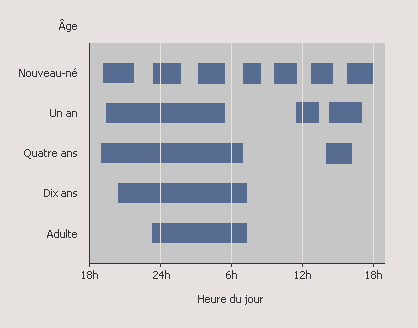 Âge
Nouveau-né
Un an
Quatre ans
Dix ans
Adulte
18h 24h 6h 12h 18h
Heure du jour